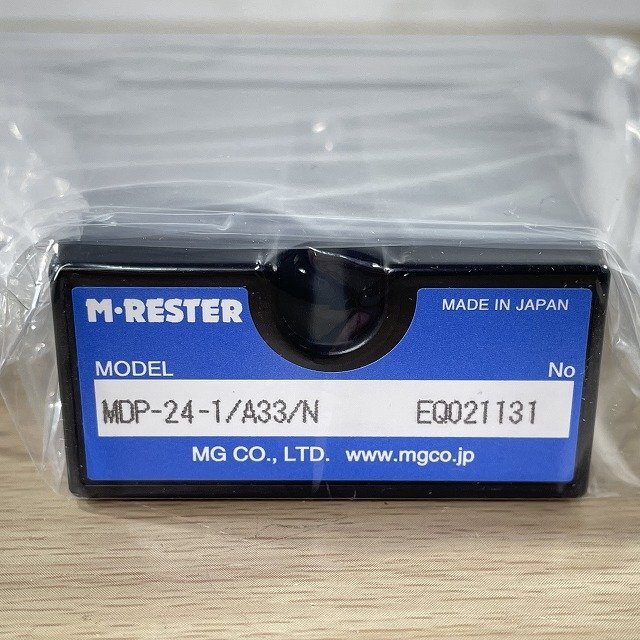 M·RESTER
MADE IN JAPAN
MODEL No
MDP-24-1/A33/N EQ021131
MG CO., LTD. www.mgco.jp